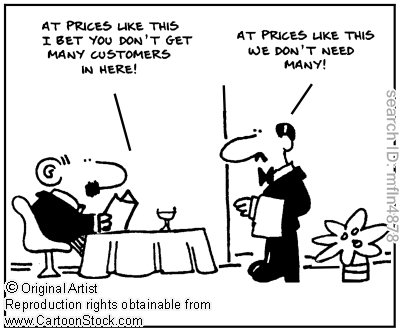 AT PRICES LIKE THIS
I BET YOU DON'T GET
MANY CUSTOMERS
IN HERE!
AT PRICES LIKE THIS
WE DON'T NEED
MANY!
search ID: mfln4878
© Original Artist
Reproduction rights obtainable from
www.CartoonStock.com